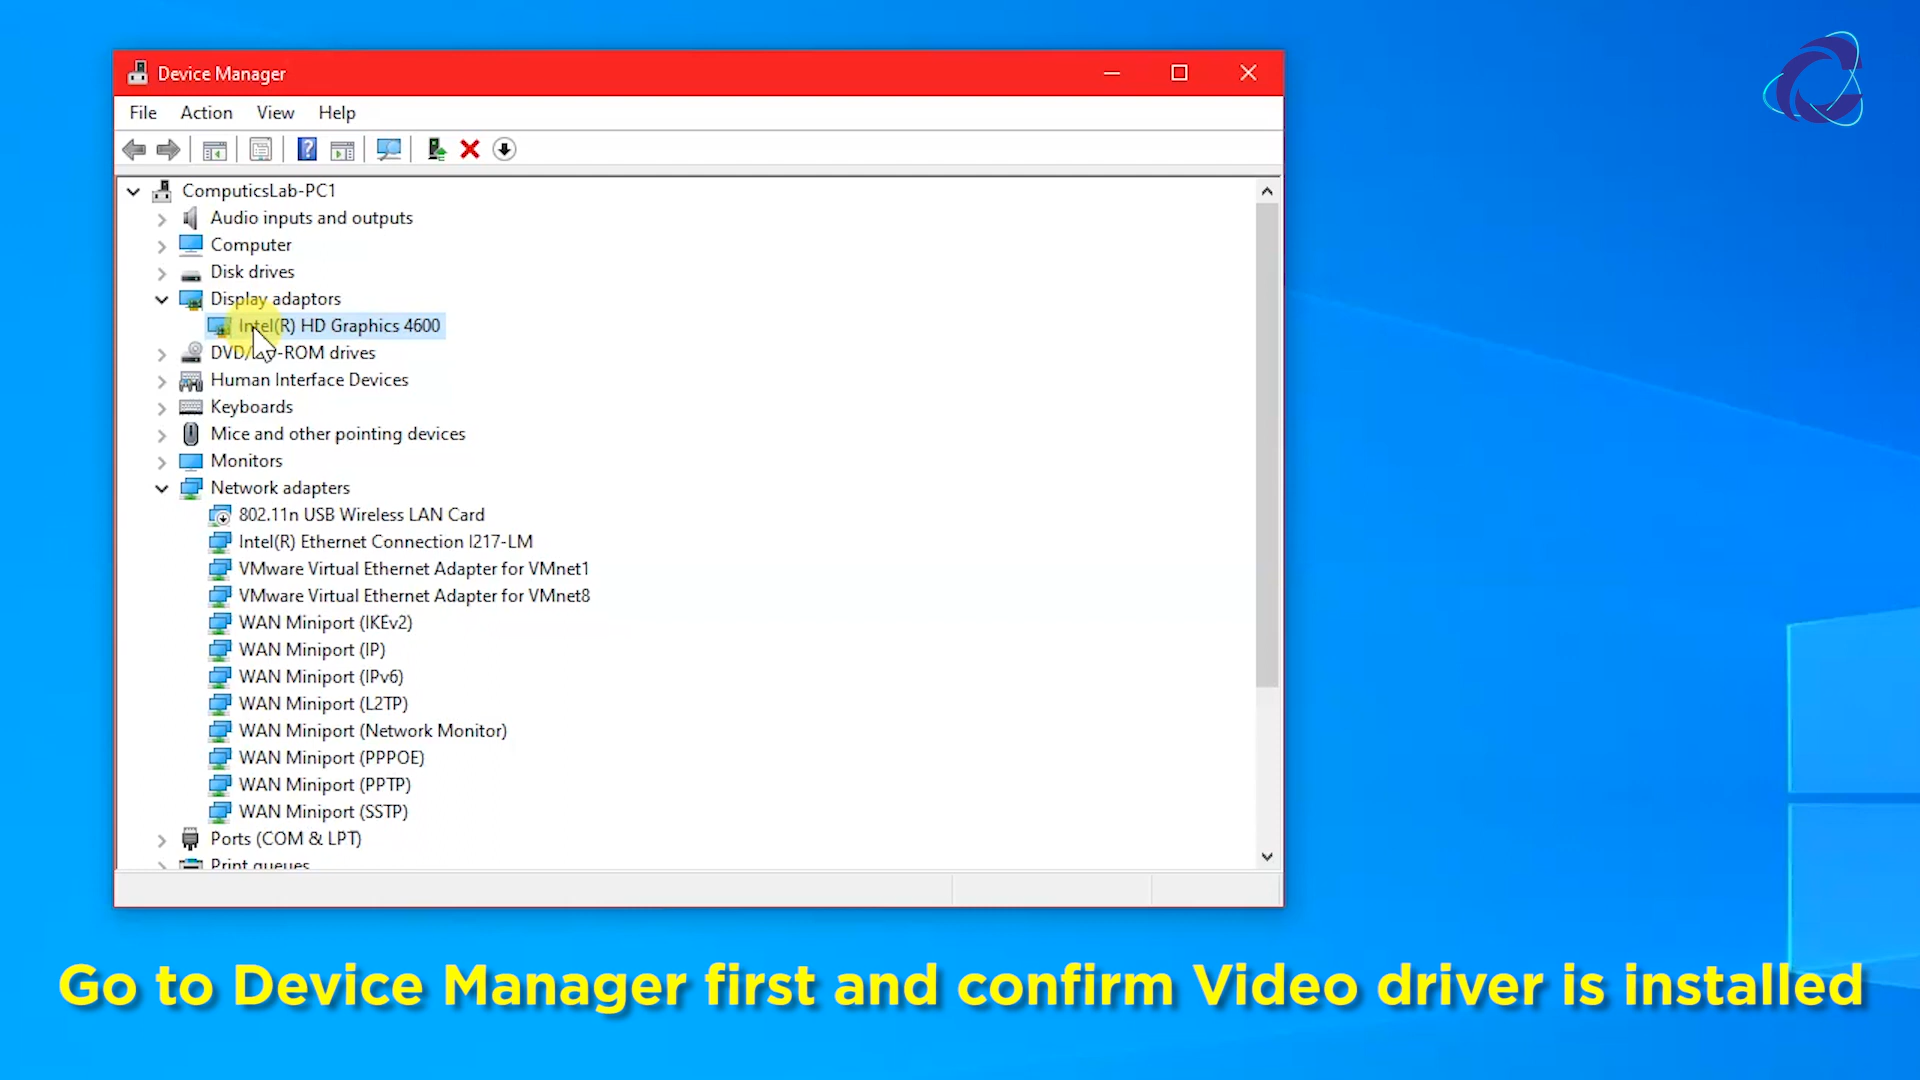 Device Manager
File Action View Help
ComputicsLab-PC1
Audio inputs and outputs
Computer
Disk drives
Display adaptors
Intel(R) HD Graphics 4600
DVD/CD-ROM drives
Human Interface Devices
Keyboards
Mice and other pointing devices
Monitors
Network adapters
802.11n USB Wireless LAN Card
Intel(R) Ethernet Connection I217-LM
VMware Virtual Ethernet Adapter for VMnet1
VMware Virtual Ethernet Adapter for VMnet8
WAN Miniport (IKEv2)
WAN Miniport (IP)
WAN Miniport (IPv6)
WAN Miniport (L2TP)
WAN Miniport (Network Monitor)
WAN Miniport (PPPOE)
WAN Miniport (PPTP)
WAN Miniport (SSTP)
Ports (COM & LPT)
Print queues
Go to Device Manager first and confirm Video driver is installed